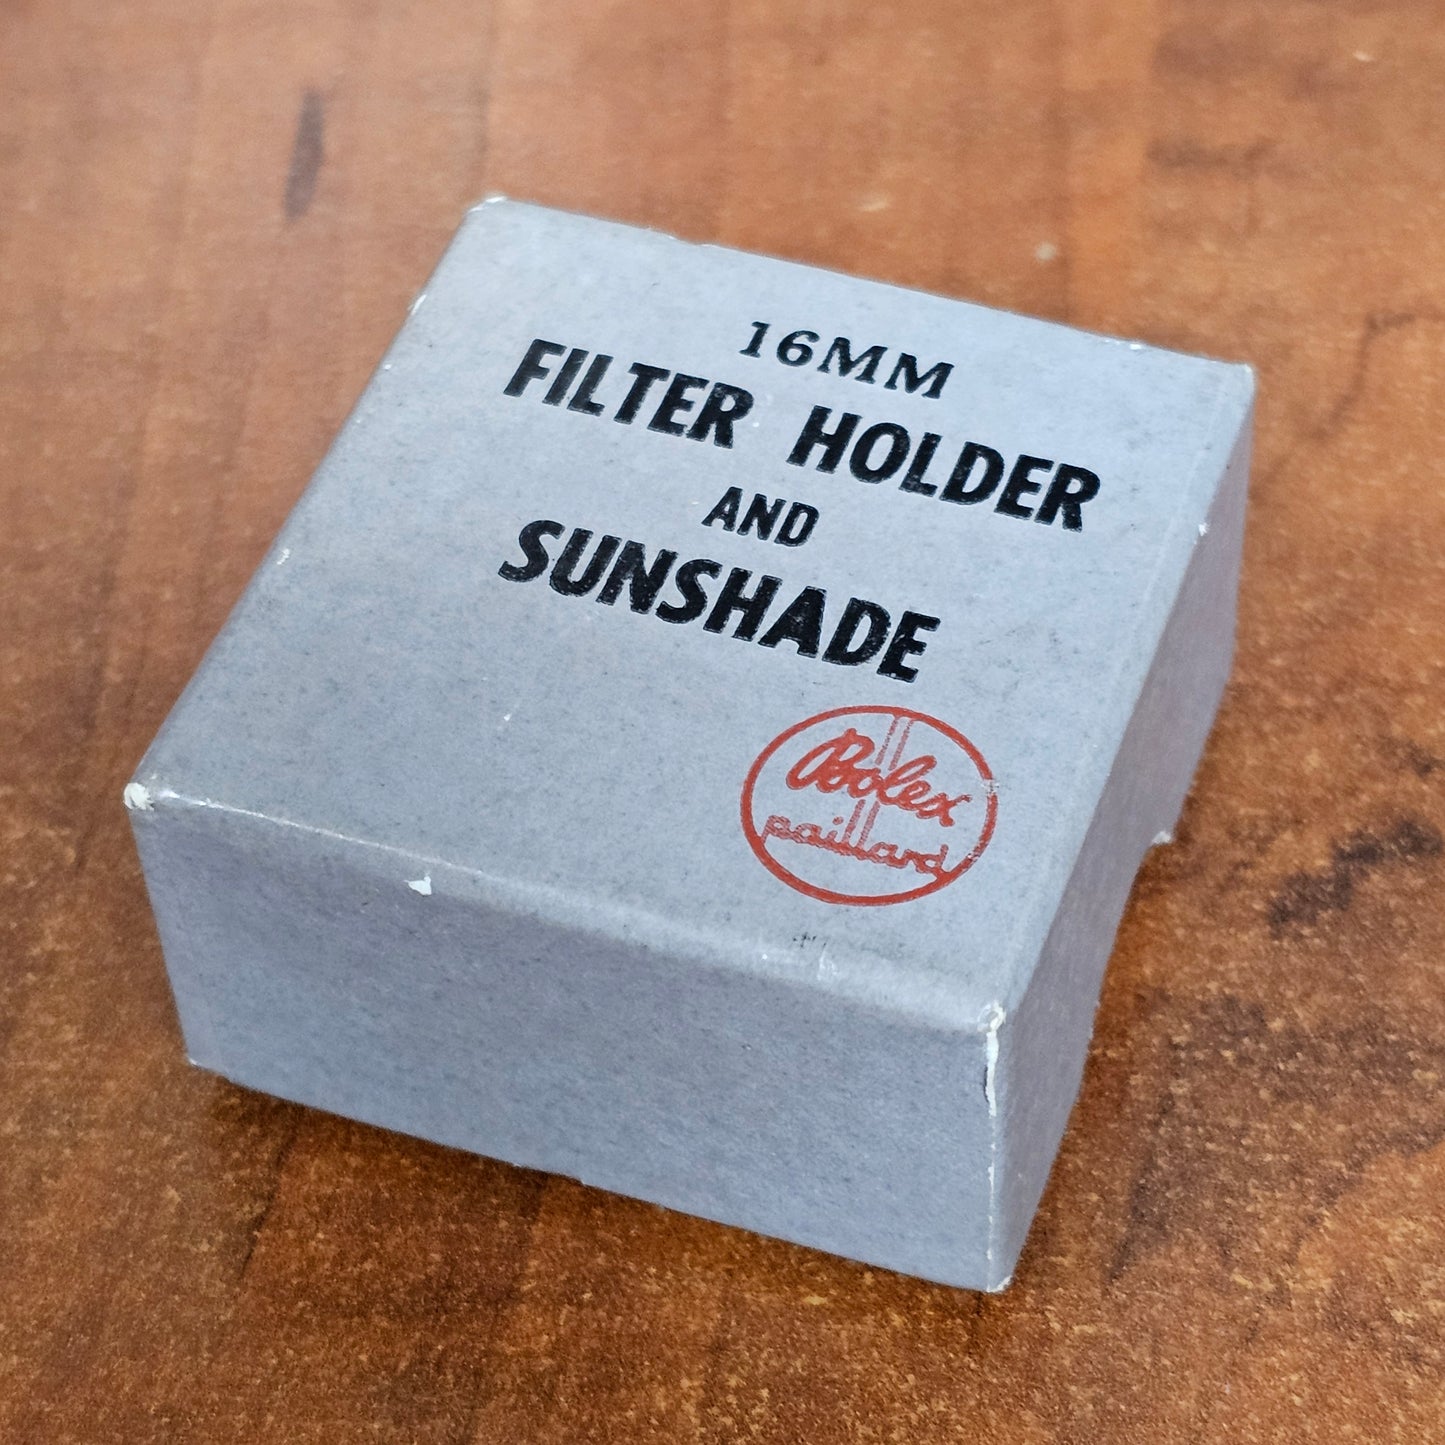 16MM
FILTER HOLDER
AND
SUNSHADE
Bolex
paillard